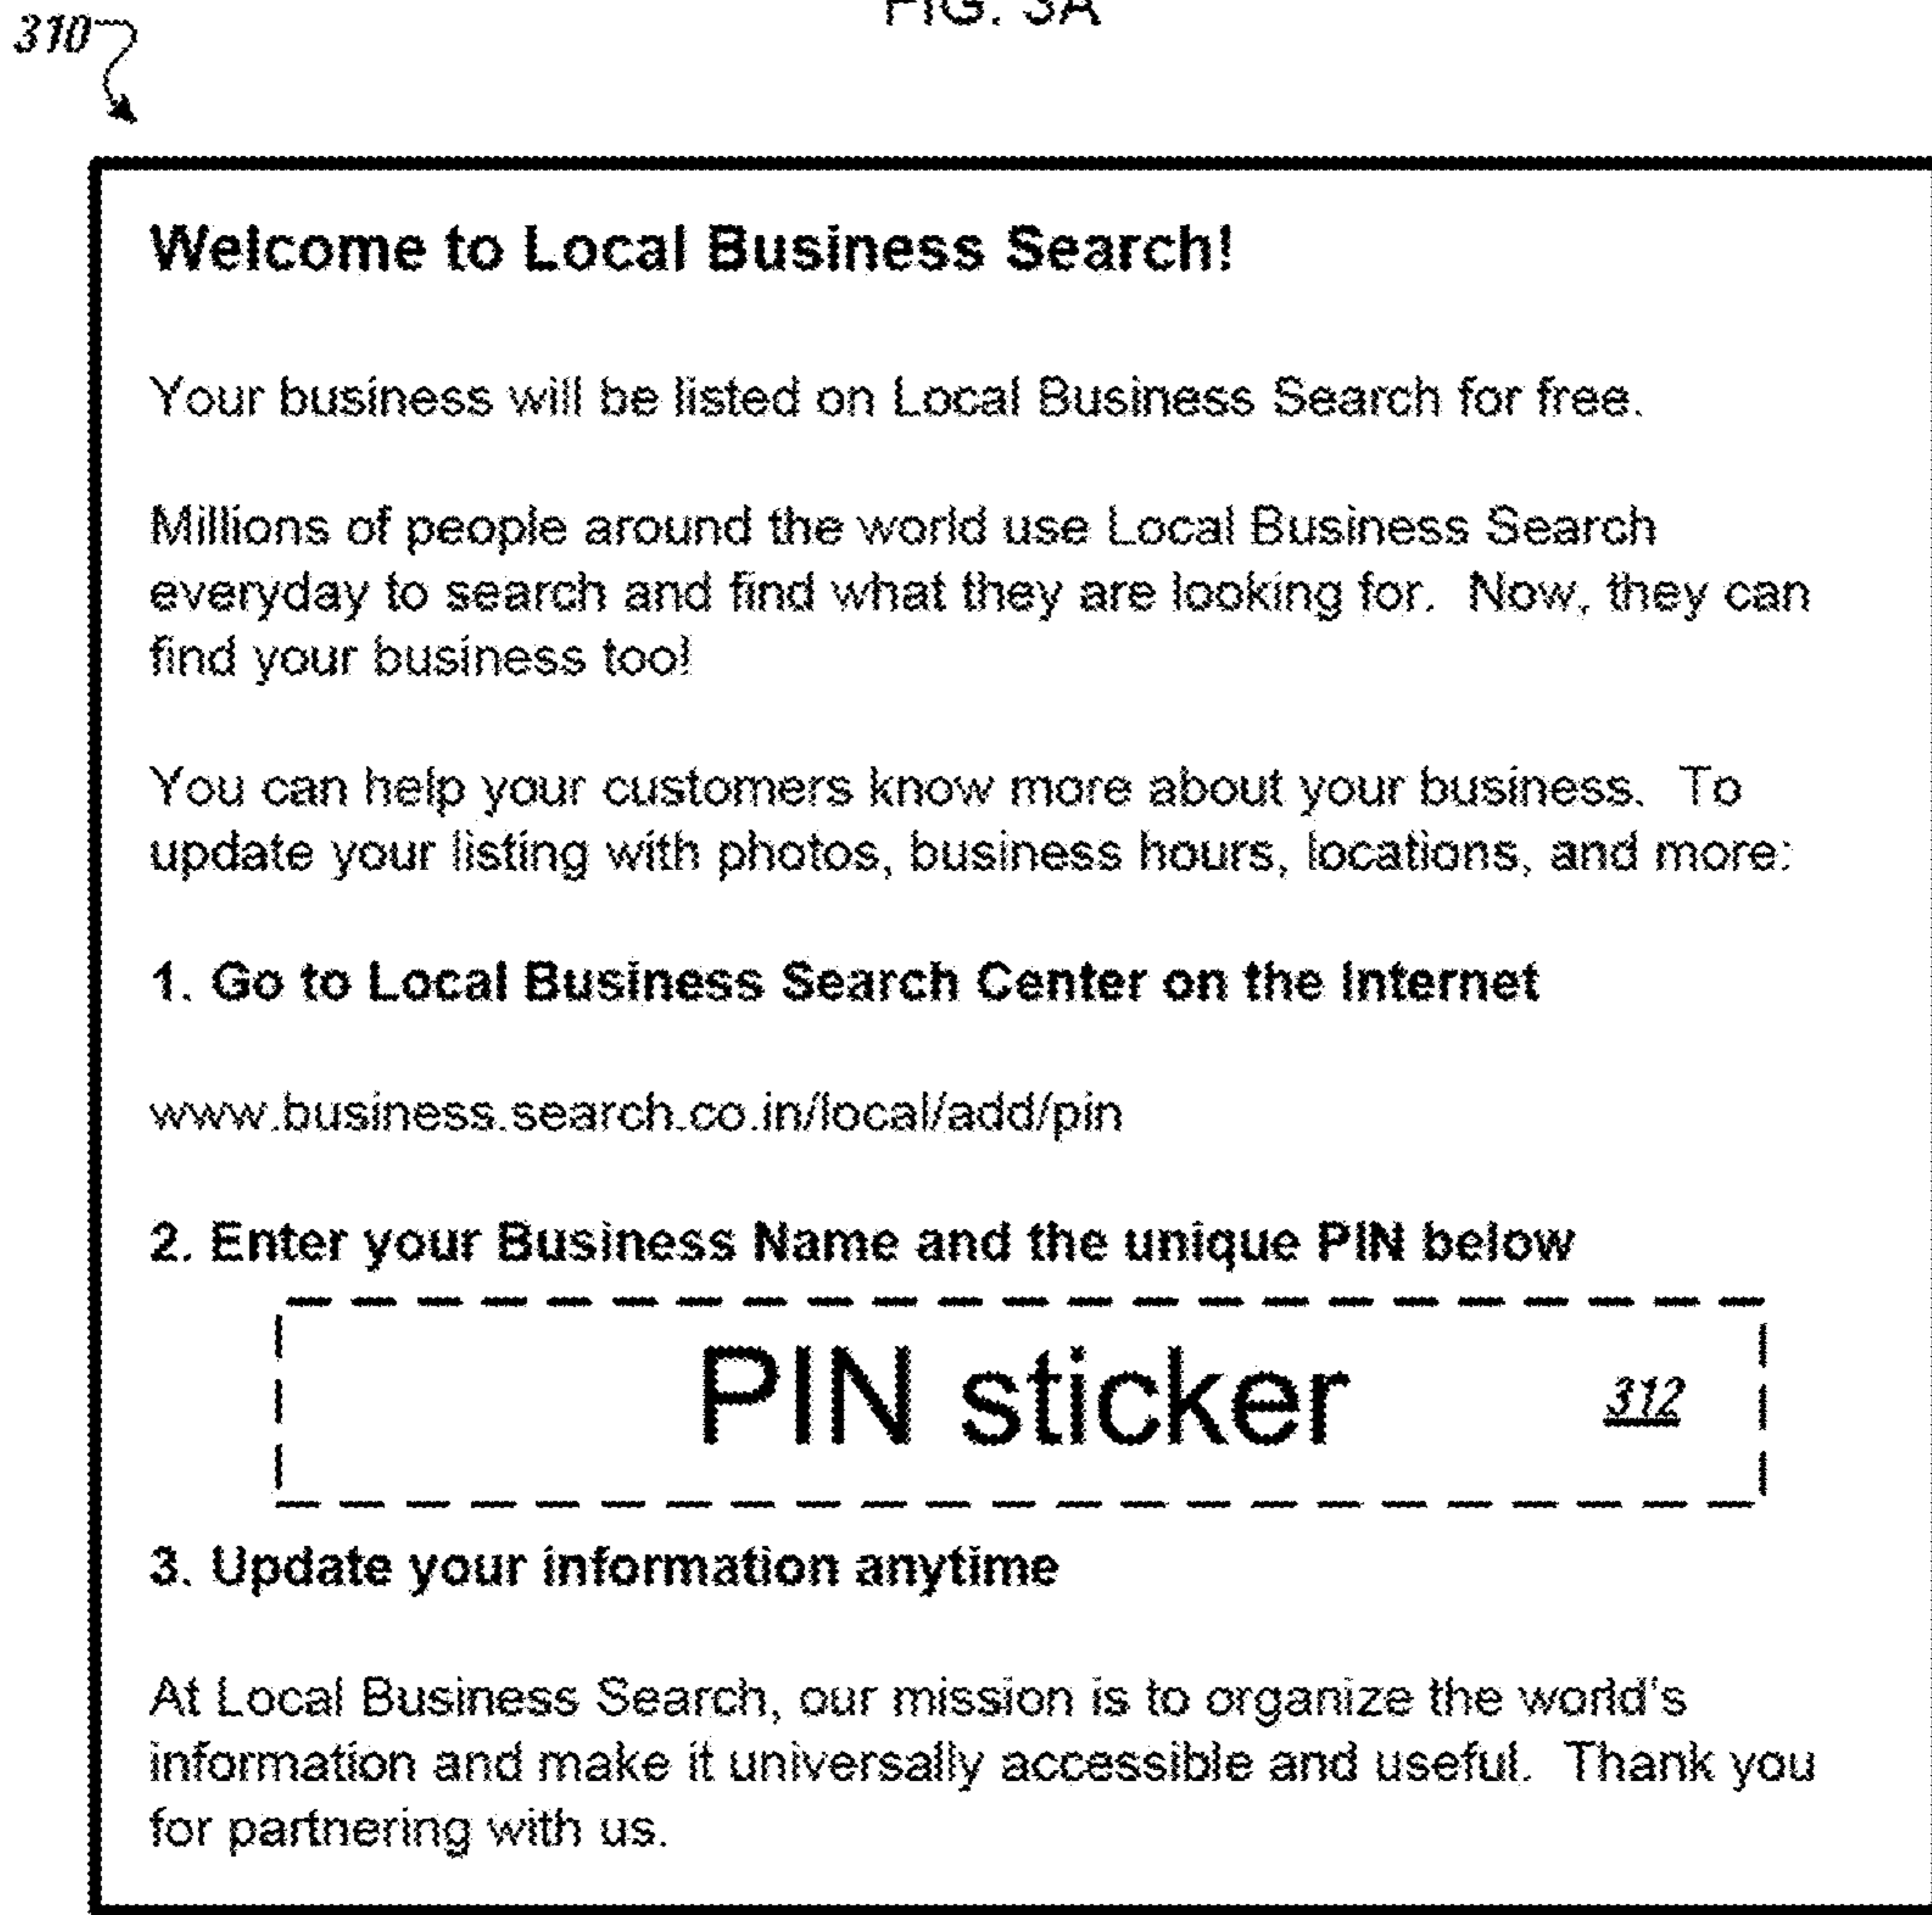 FIG. 3A
310
Welcome to Local Business Search!
Your business will be listed on Local Business Search for free.
Millions of people around the world use Local Business Search
everyday to search and find what they are looking for.  Now, they can
find your business too!
You can help your customers know more about your business.  To
update your listing with photos, business hours, locations, and more:
1. Go to Local Business Search Center on the Internet
www.business.search.co.in/local/add/pin
2. Enter your Business Name and the unique PIN below
PIN sticker 312
3. Update your information anytime
At Local Business Search, our mission is to organize the world's
information and make it universally accessible and useful.  Thank you
for partnering with us.